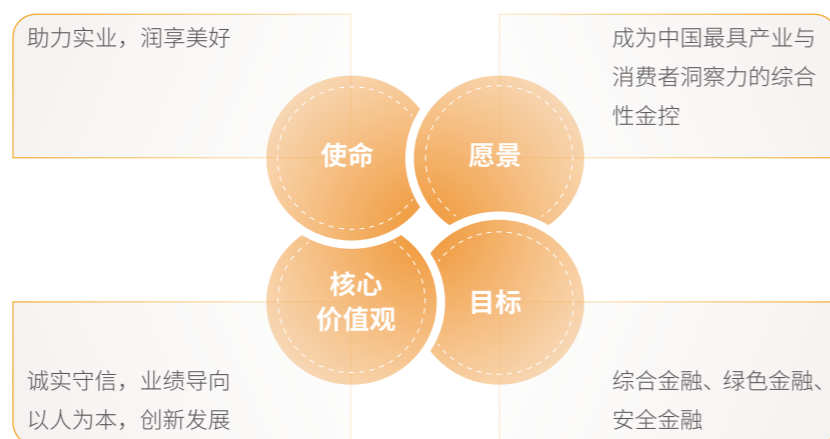 助力实业，润享美好
使命
成为中国最具产业与
消费者洞察力的综合
性金控
愿景
核心
价值观
诚实守信，业绩导向
以人为本，创新发展
目标
综合金融、绿色金融、
安全金融